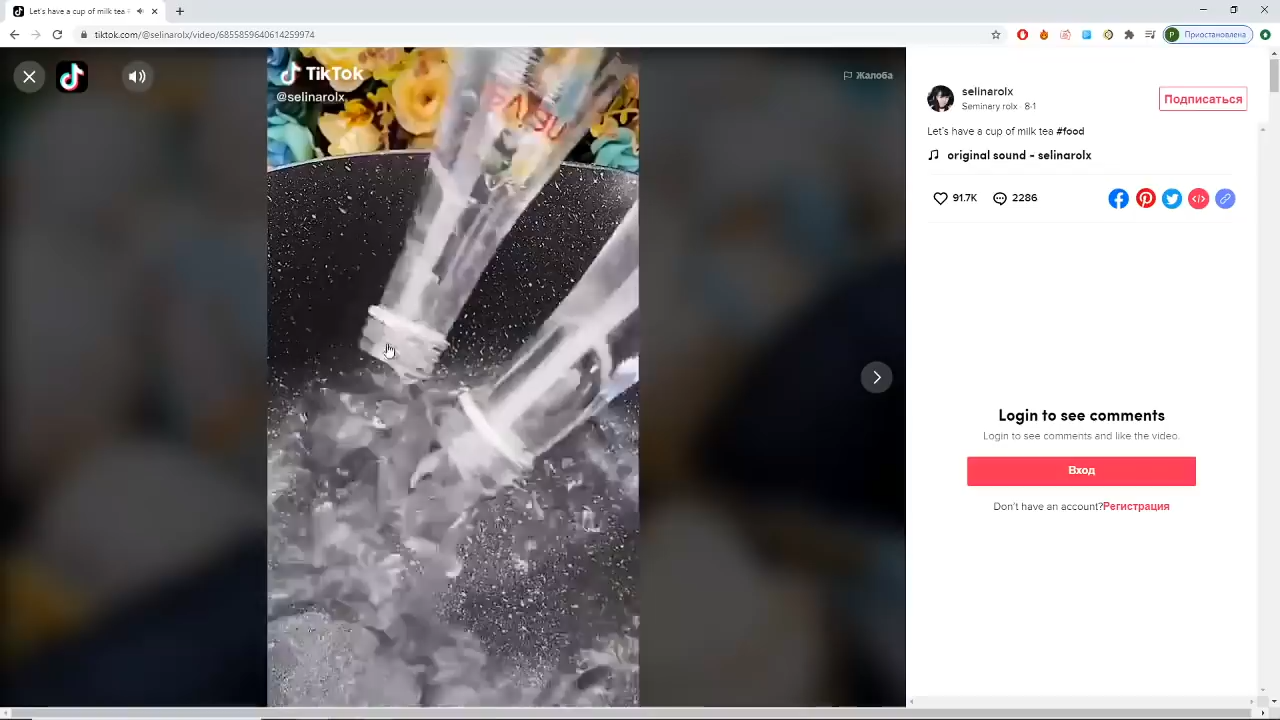 Let's have a cup of milk tea
tiktok.com/@selinarolx/video/6855859640614259974
P Приостановлена
TikTok
@selinarolx
Жалоба
selinarolx
Seminary rolx · 8-1
Подписаться
Let's have a cup of milk tea #food
original sound - selinarolx
91.7K 2286
Login to see comments
Login to see comments and like the video.
Вход
Don't have an account?Регистрация